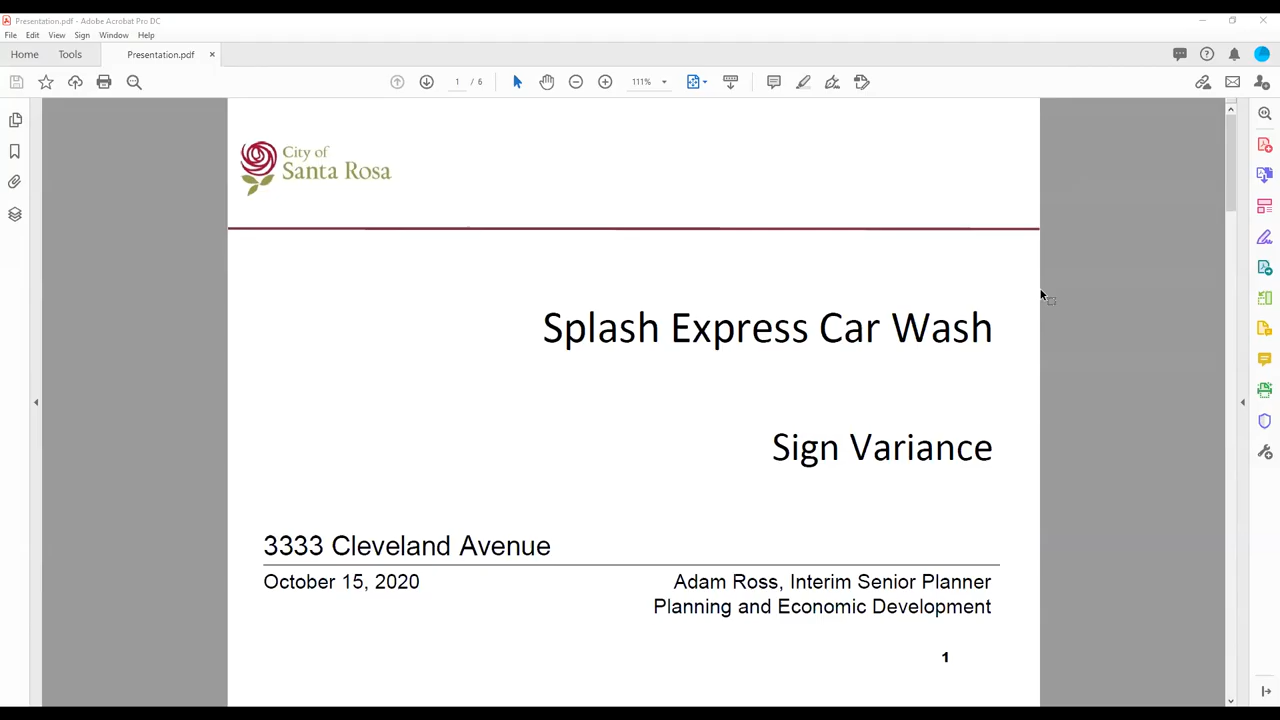 Presentation.pdf - Adobe Acrobat Pro DC
File Edit View Sign Window Help
Home Tools Presentation.pdf ×
1 / 6 111%
City of
Santa Rosa
Splash Express Car Wash
Sign Variance
3333 Cleveland Avenue
October 15, 2020 Adam Ross, Interim Senior Planner
Planning and Economic Development
1